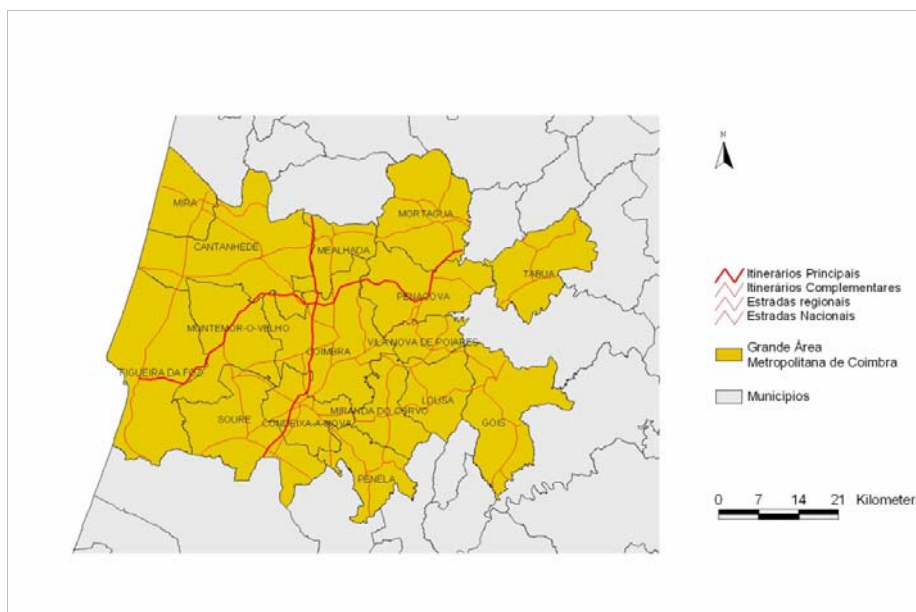 N
MIRA
MORTAGUA
CANTANHEDE
MEALHADA
TABUA
PENACOVA
MONTEMOR-O-VELHO
COIMBRA
VILA NOVA DE POIARES
FIGUEIRA DA FOZ
LOUSA
MIRANDA DO CORVO
SOURE
CONDEIXA-A-NOVA
GOIS
PENELA
Itinerários Principais
Itinerários Complementares
Estradas regionais
Estradas Nacionais
Grande Área
Metropolitana de Coimbra
Municípios
0 7 14 21 Kilometer